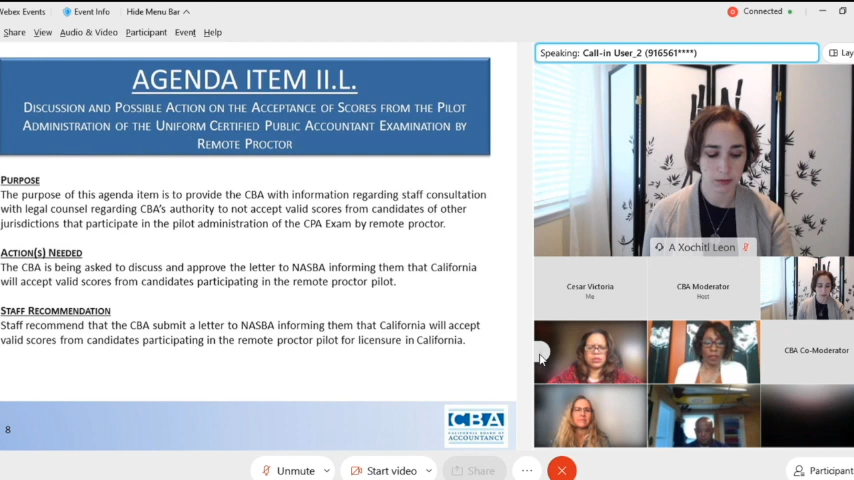 Webex Events
Event Info
Hide Menu Bar
Connected
Share View Audio & Video Participant Event Help
AGENDA ITEM II.L.
DISCUSSION AND POSSIBLE ACTION ON THE ACCEPTANCE OF SCORES FROM THE PILOT
ADMINISTRATION OF THE UNIFORM CERTIFIED PUBLIC ACCOUNTANT EXAMINATION BY
REMOTE PROCTOR
PURPOSE
The purpose of this agenda item is to provide the CBA with information regarding staff consultation
with legal counsel regarding CBA's authority to not accept valid scores from candidates of other
jurisdictions that participate in the pilot administration of the CPA Exam by remote proctor.
ACTION(S) NEEDED
The CBA is being asked to discuss and approve the letter to NASBA informing them that California
will accept valid scores from candidates participating in the remote proctor pilot.
STAFF RECOMMENDATION
Staff recommend that the CBA submit a letter to NASBA informing them that California will accept
valid scores from candidates participating in the remote proctor pilot for licensure in California.
8
CBA
CALIFORNIA BOARD OF
ACCOUNTANCY
Speaking: Call-in User_2 (916561****)
Lay
A Xochitl Leon
Cesar Victoria
Me
CBA Moderator
Host
CBA Co-Moderator
Unmute
Start video
Share
Participant